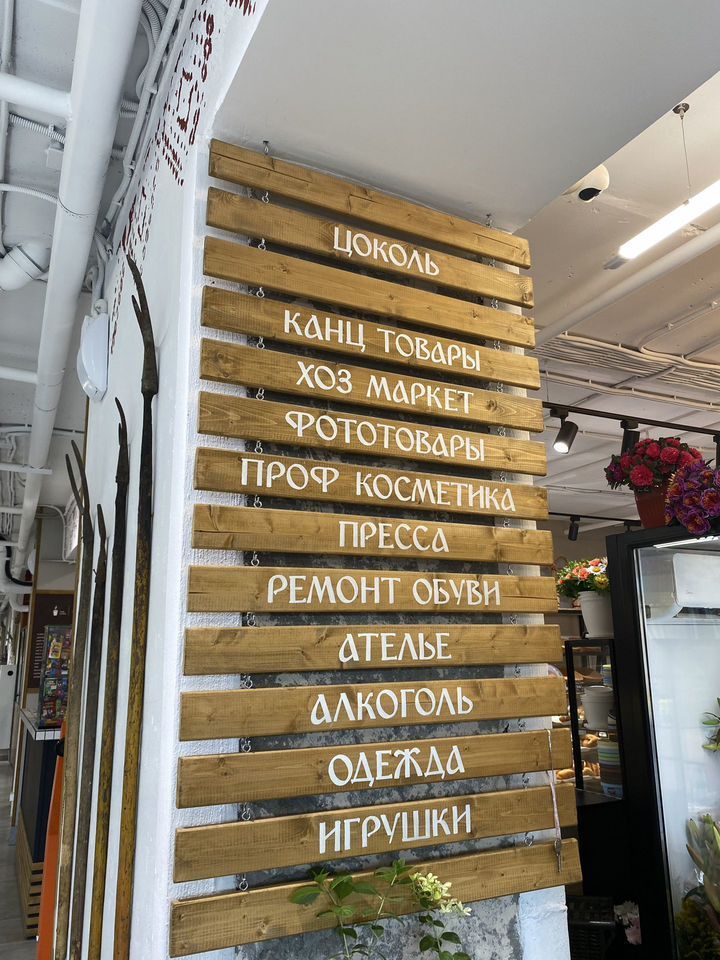 ЦОКОЛЬ
КАНЦ ТОВАРЫ
ХОЗ МАРКЕТ
ФОТОТОВАРЫ
ПРОФ КОСМЕТИКА
ПРЕССА
РЕМОНТ ОБУВИ
АТЕЛЬЕ
АЛКОГОЛЬ
ОДЕЖДА
ИГРУШКИ